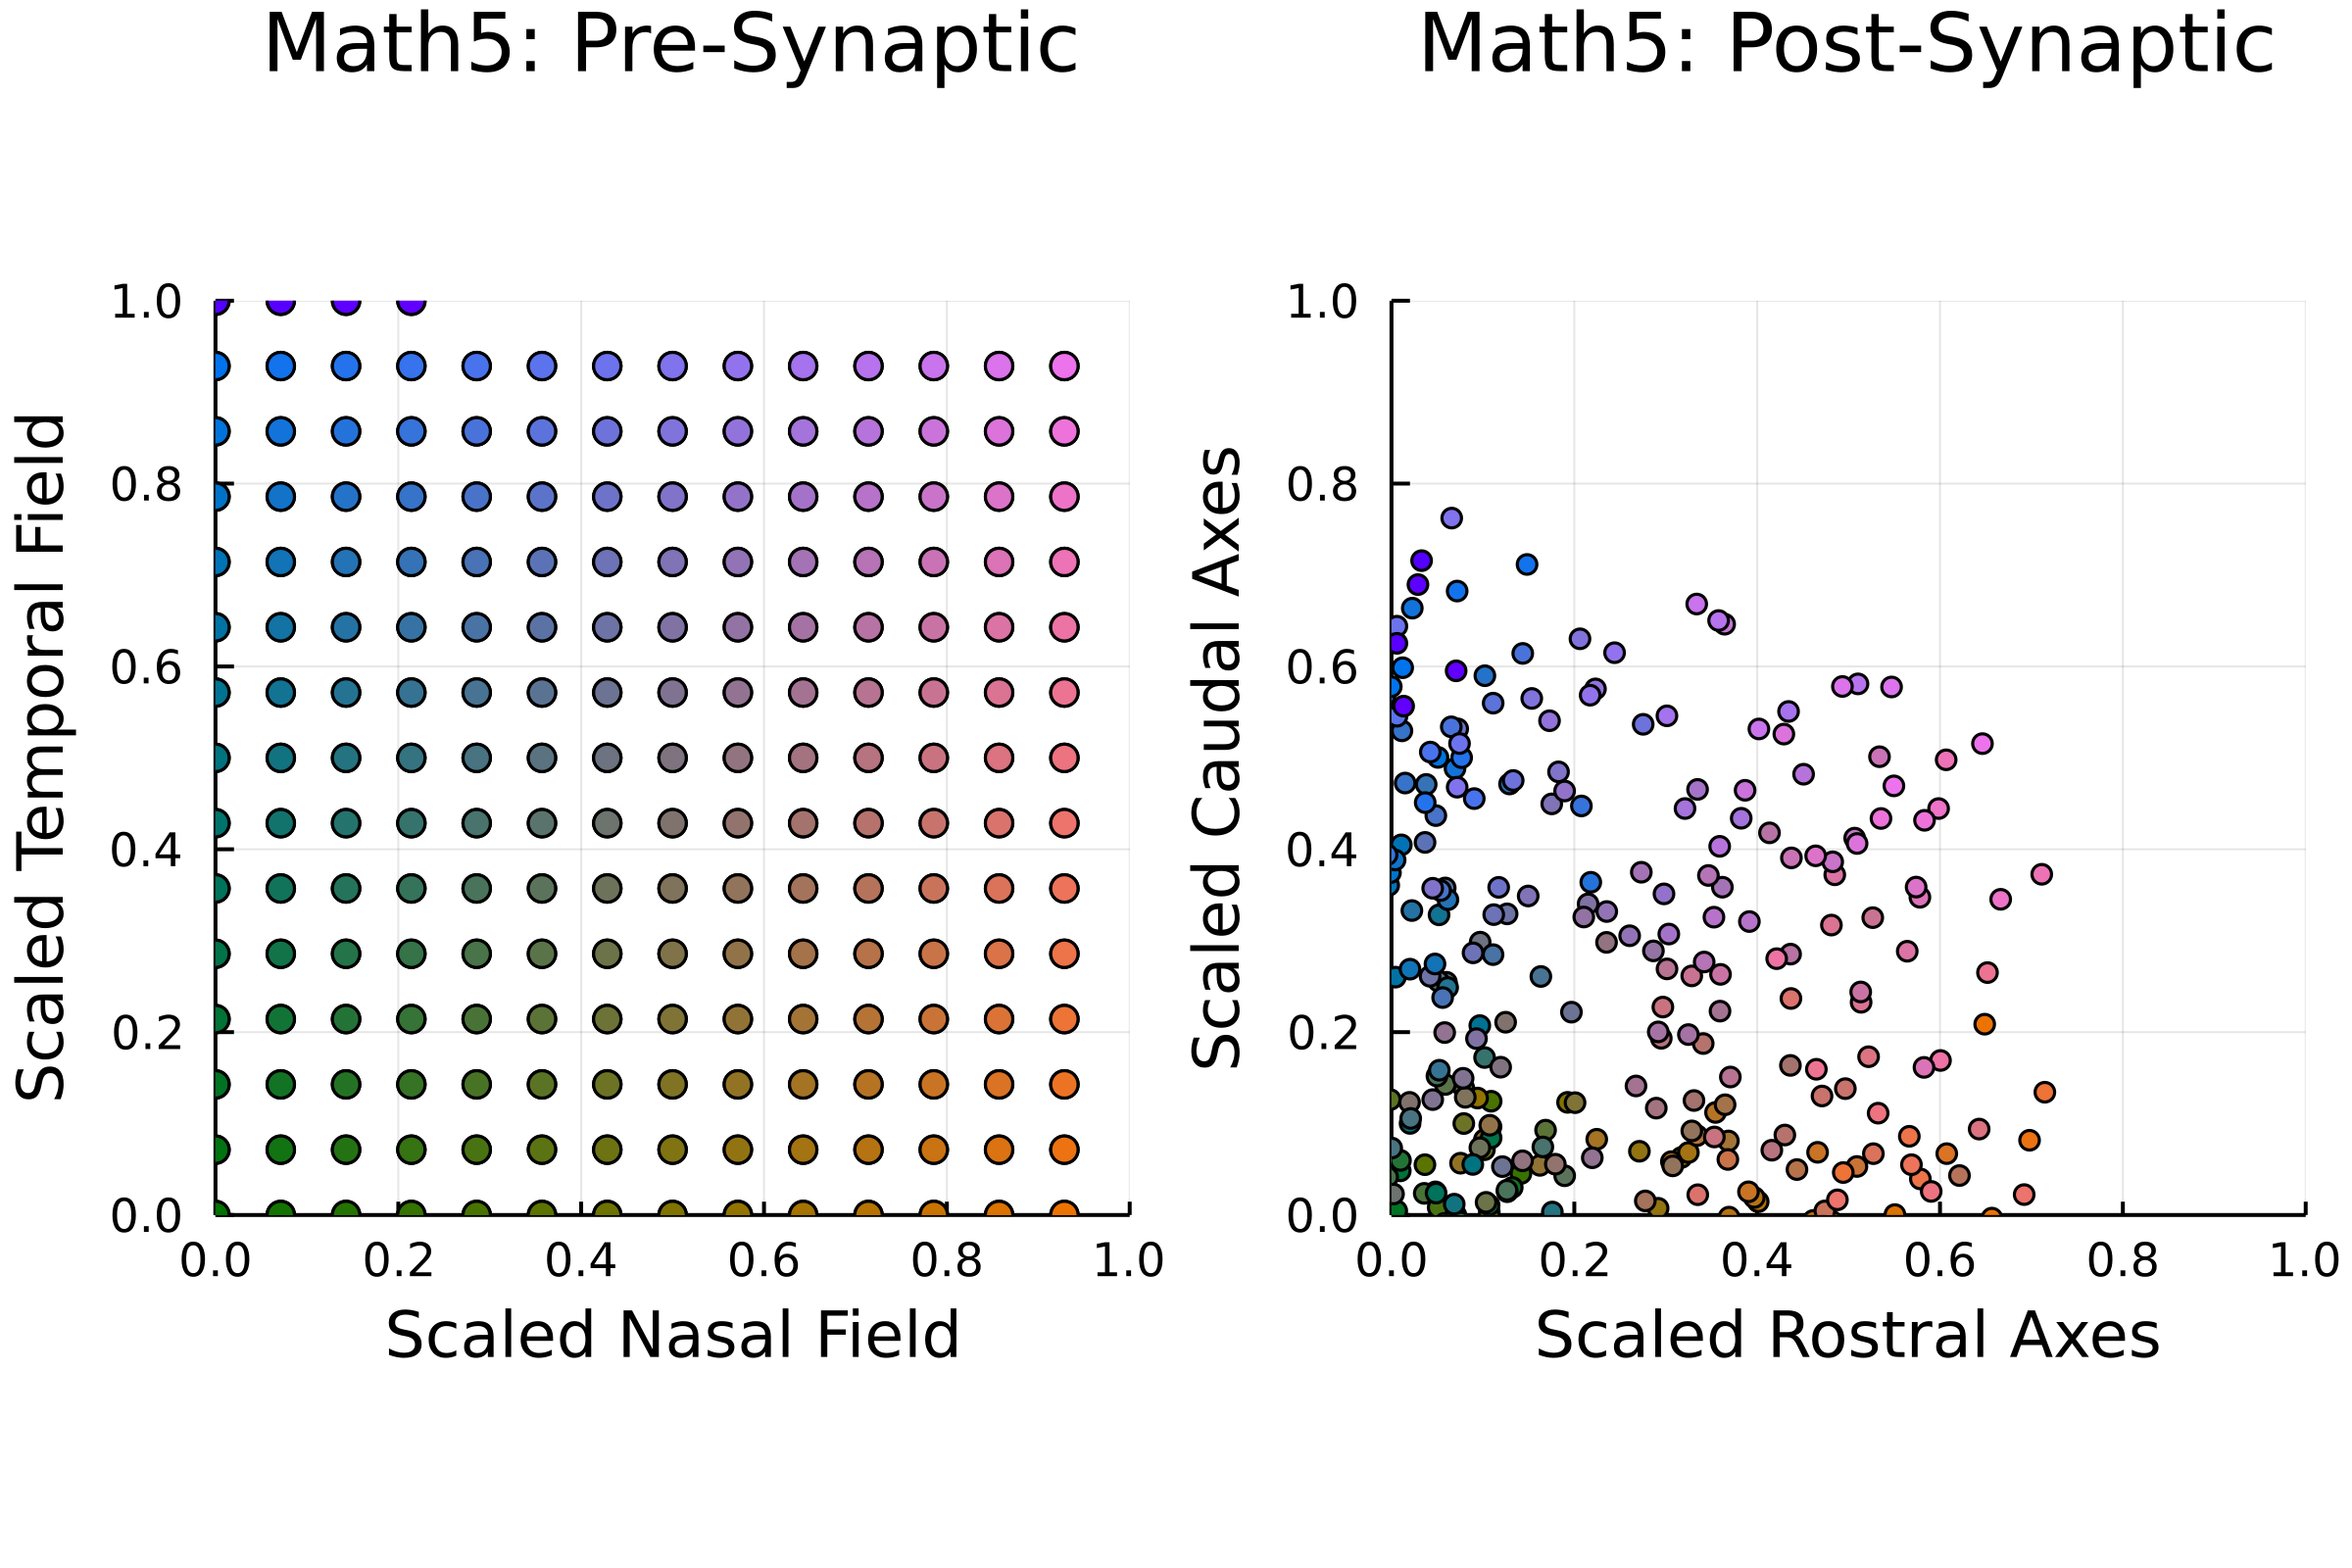 Math5: Pre-Synaptic
Scaled Temporal Field
1.0
0.8
0.6
0.4
0.2
0.0
0.0 0.2 0.4 0.6 0.8 1.0
Scaled Nasal Field
Math5: Post-Synaptic
Scaled Caudal Axes
1.0
0.8
0.6
0.4
0.2
0.0
0.0 0.2 0.4 0.6 0.8 1.0
Scaled Rostral Axes